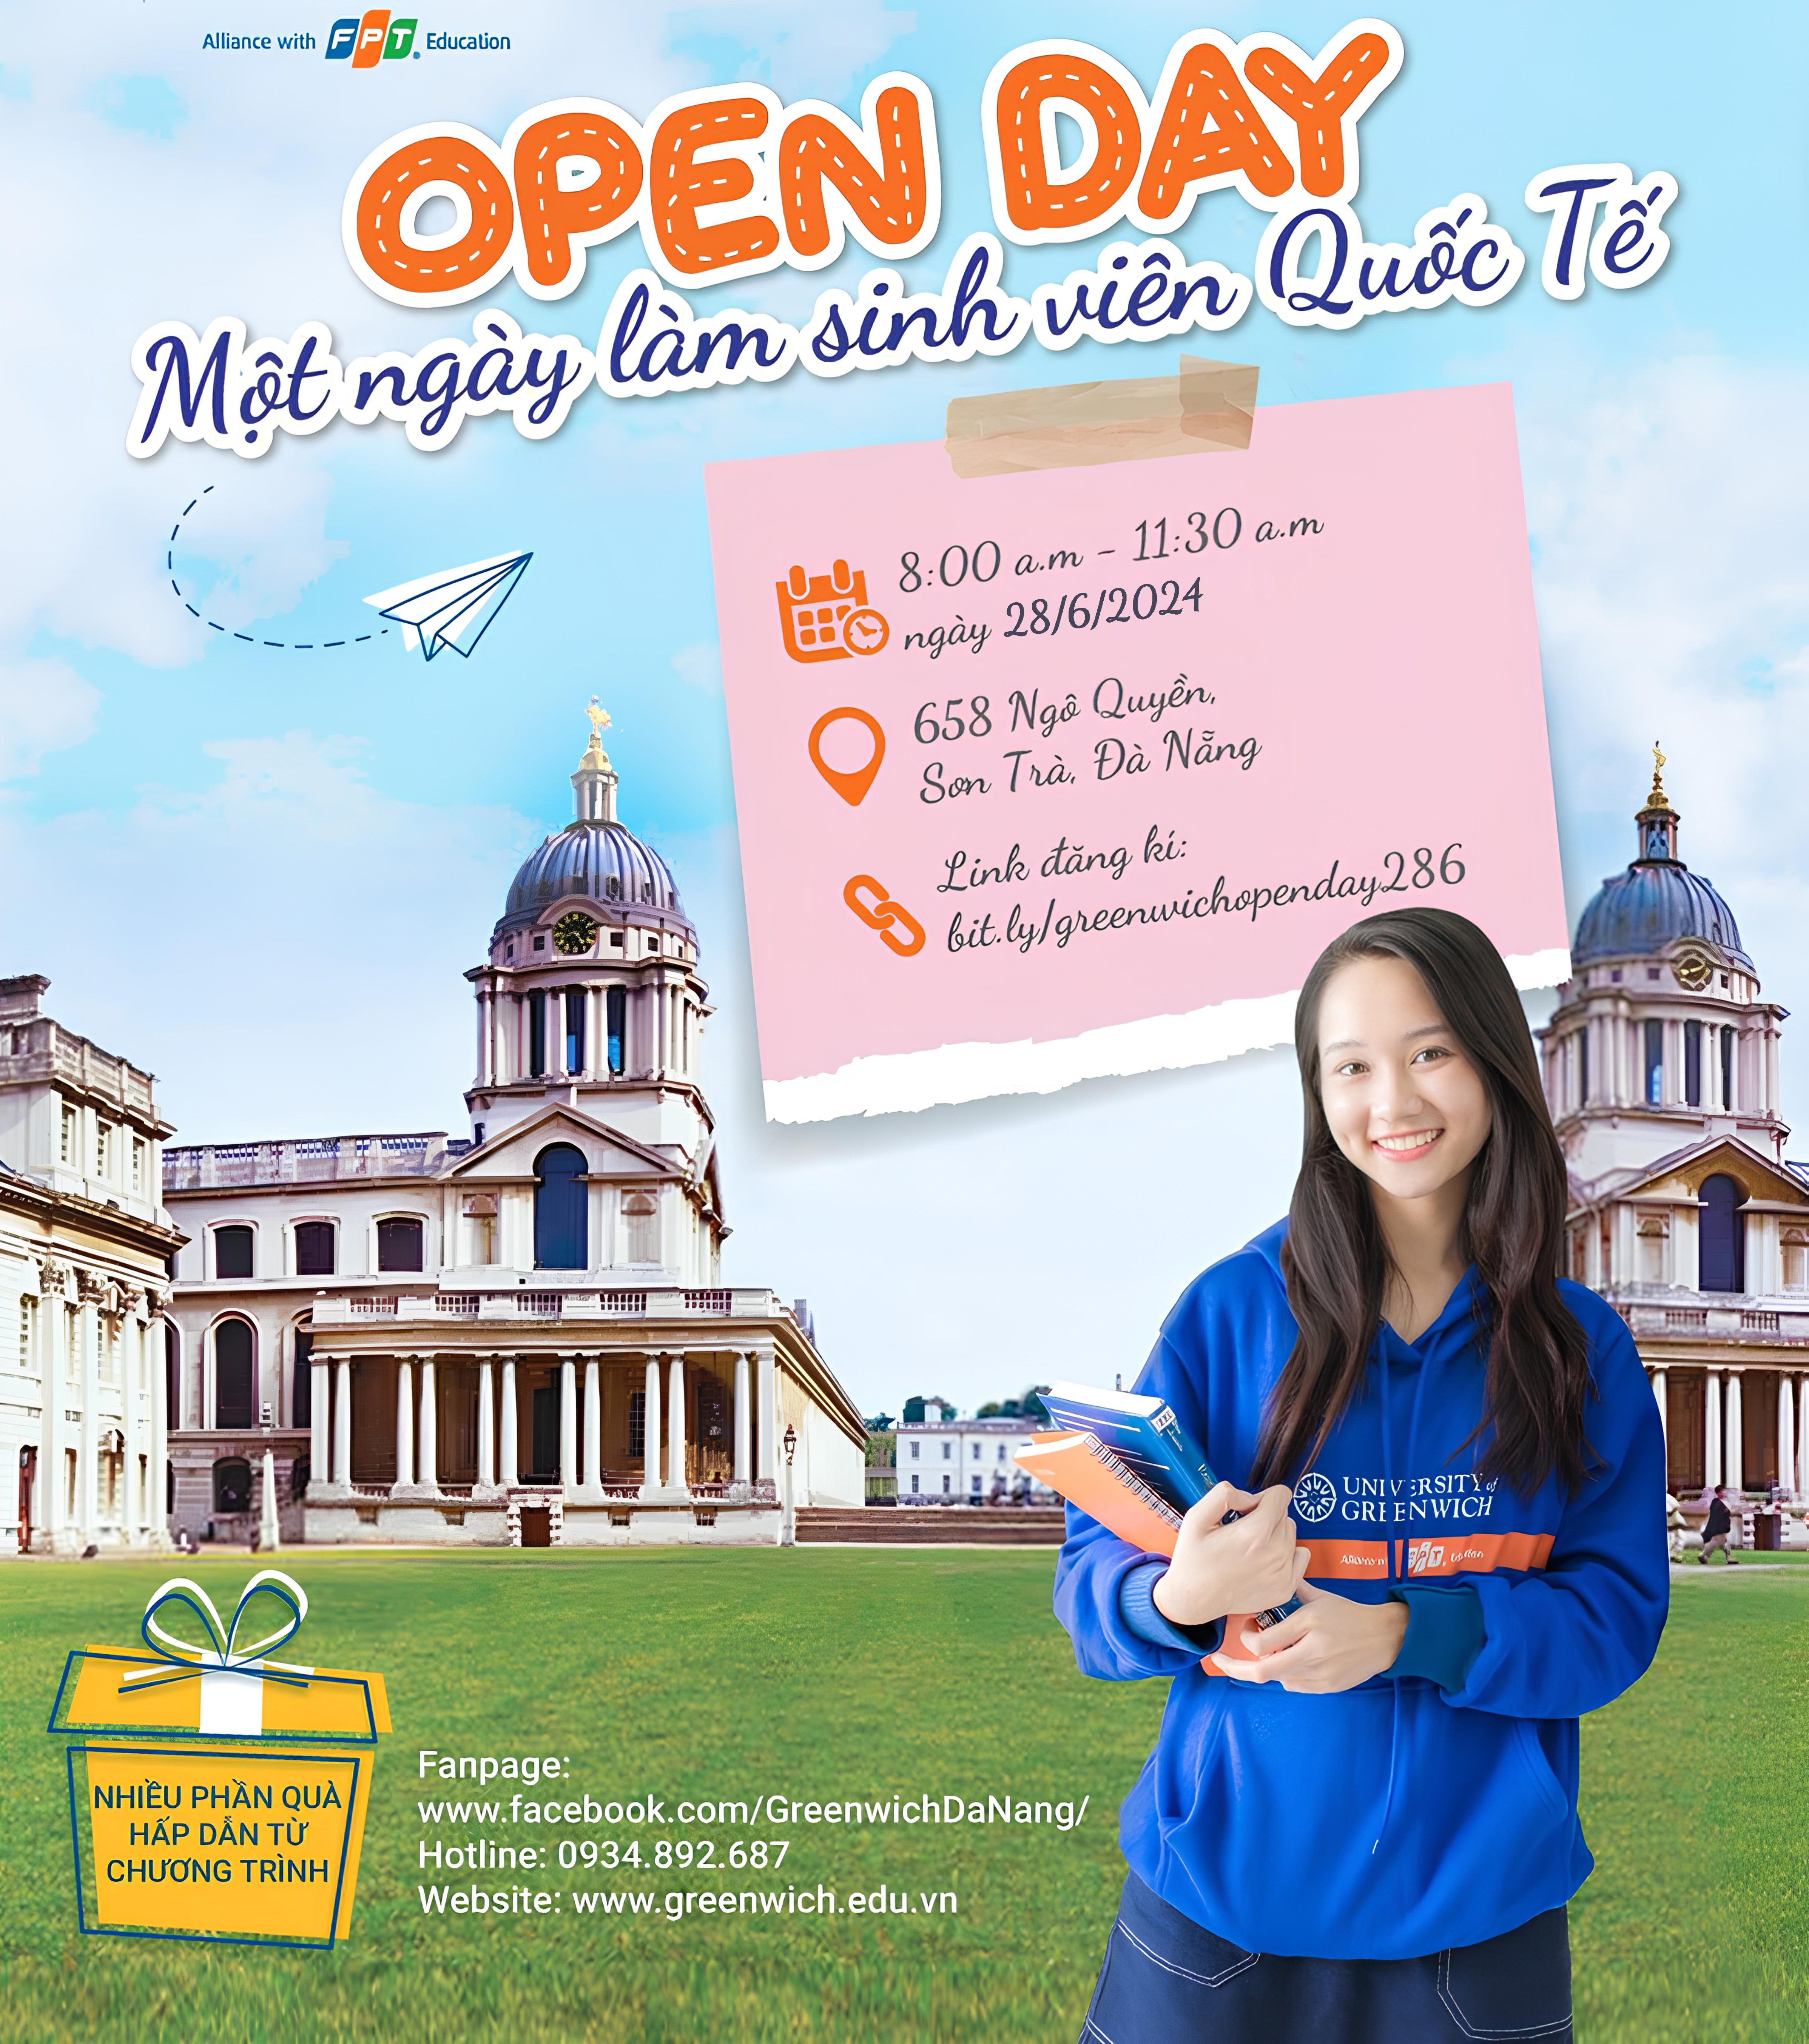 Alliance with FPT Education
OPEN DAY
Một ngày làm sinh viên Quốc Tế
8:00 a.m - 11:30 a.m
ngày 28/6/2024
658 Ngô Quyền,
Sơn Trà, Đà Nẵng
Link đăng kí:
bit.ly/greenwichopenday286
UNIVERSITY of
GREENWICH
FPT
NHIỀU PHẦN QUÀ
HẤP DẪN TỪ
CHƯƠNG TRÌNH
Fanpage:
www.facebook.com/GreenwichDaNang/
Hotline: 0934.892.687
Website: www.greenwich.edu.vn